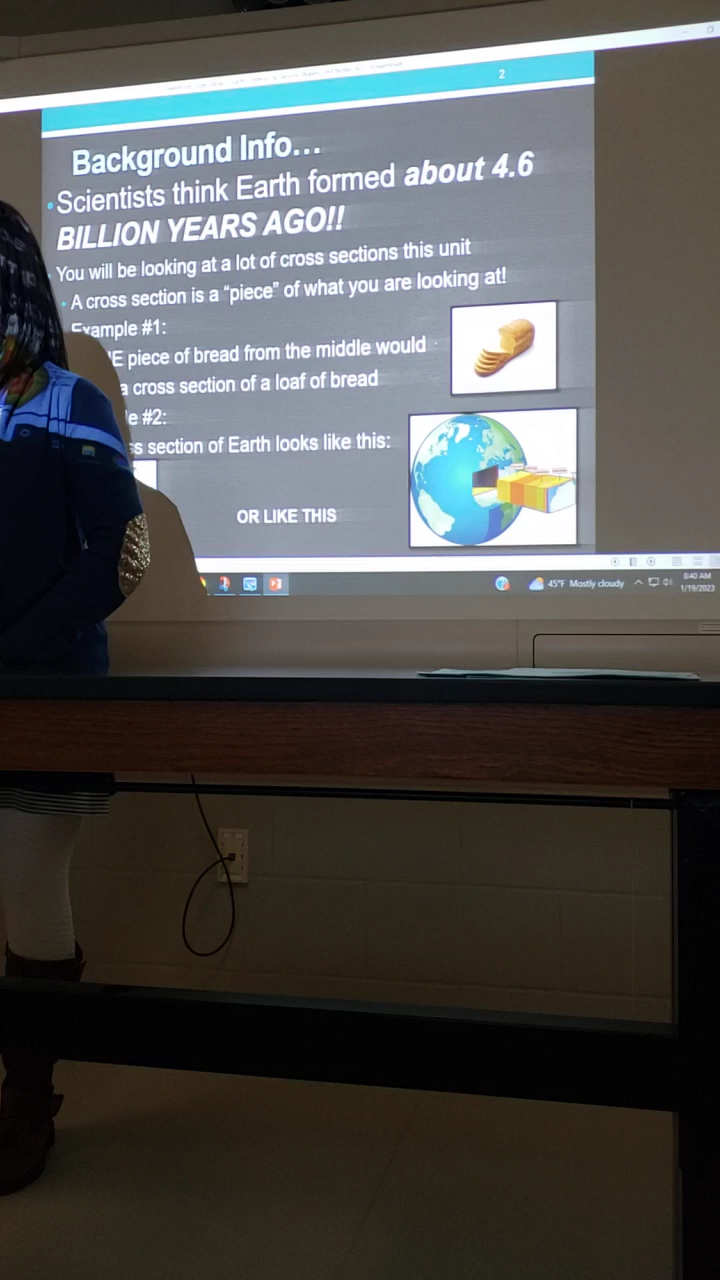 2
Background Info...
Scientists think Earth formed about 4.6
BILLION YEARS AGO!!
You will be looking at a lot of cross sections this unit
A cross section is a “piece” of what you are looking at!
Example #1:
E piece of bread from the middle would
a cross section of a loaf of bread
e #2:
ss section of Earth looks like this:
OR LIKE THIS
45°F Mostly cloudy
8:40 AM
1/19/2023